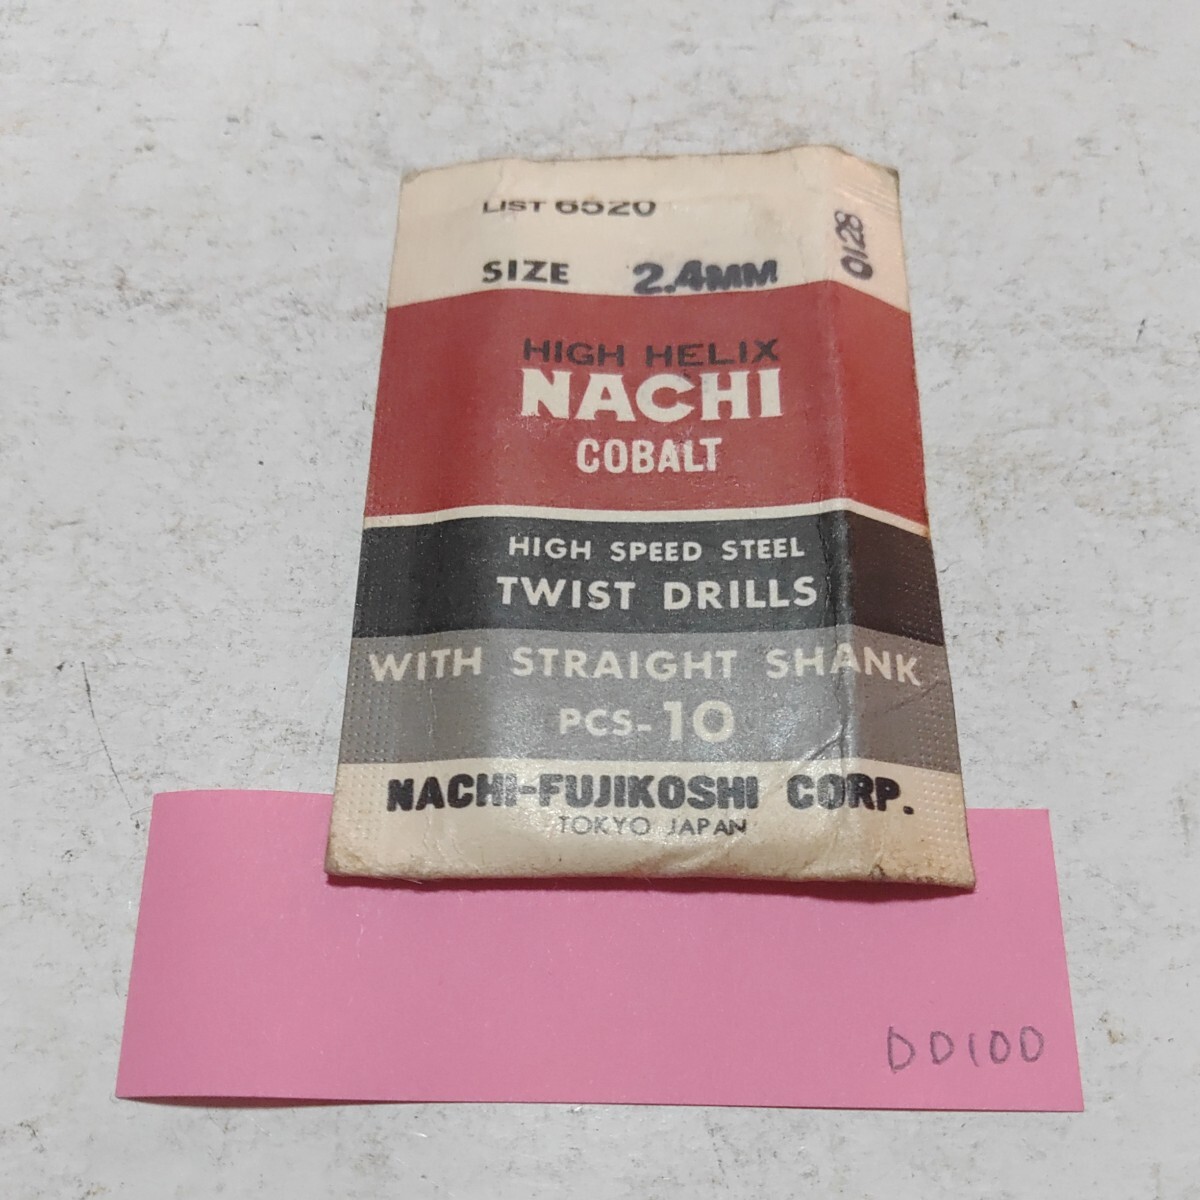 LIST 6520
0128
SIZE 2.4MM
HIGH HELIX
NACHI
COBALT
HIGH SPEED STEEL
TWIST DRILLS
WITH STRAIGHT SHANK
PCS-10
NACHI-FUJIKOSHI CORP.
TOKYO JAPAN
DD100